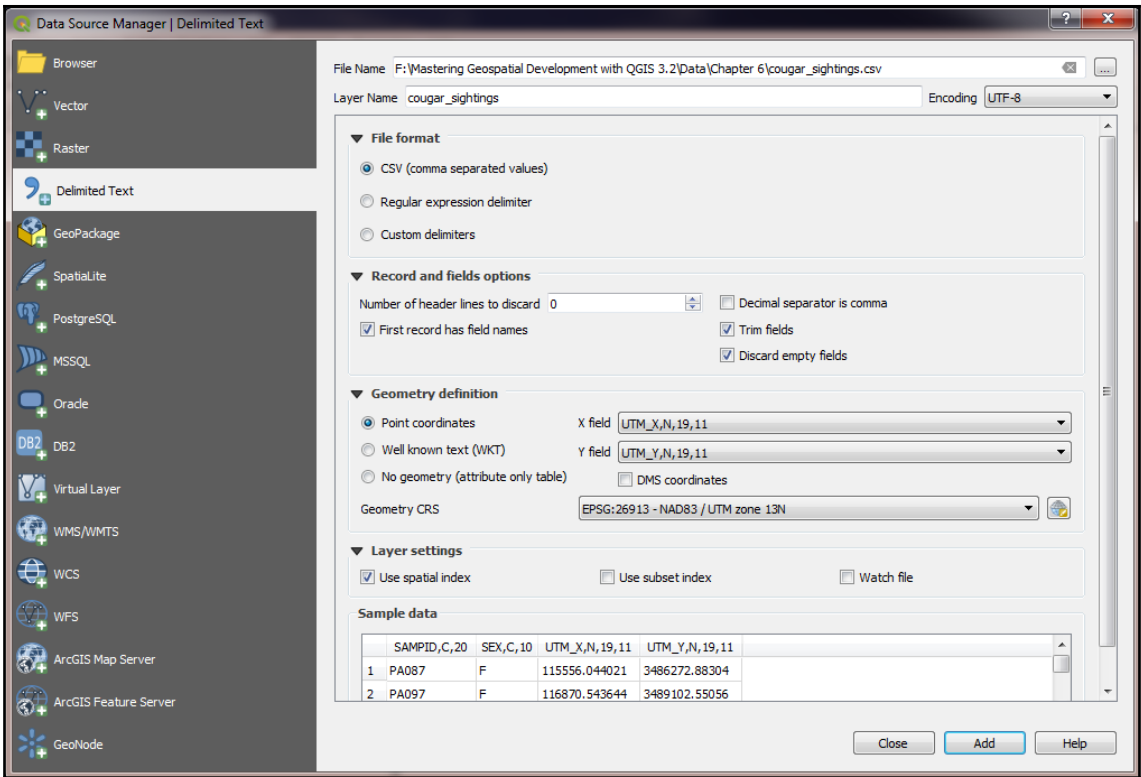 Data Source Manager | Delimited Text
Browser
Vector
Raster
Delimited Text
GeoPackage
SpatiaLite
PostgreSQL
MSSQL
Oracle
DB2 DB2
Virtual Layer
WMS/WMTS
WCS
WFS
ArcGIS Map Server
ArcGIS Feature Server
GeoNode
File Name F:\Mastering Geospatial Development with QGIS 3.2\Data\Chapter 6\cougar_sightings.csv ...
Layer Name cougar_sightings Encoding UTF-8
File format
CSV (comma separated values)
Regular expression delimiter
Custom delimiters
Record and fields options
Number of header lines to discard 0 Decimal separator is comma
First record has field names Trim fields
Discard empty fields
Geometry definition
Point coordinates X field UTM_X,N,19,11
Well known text (WKT) Y field UTM_Y,N,19,11
No geometry (attribute only table) DMS coordinates
Geometry CRS EPSG:26913 - NAD83 / UTM zone 13N
Layer settings
Use spatial index Use subset index Watch file
Sample data
SAMPID,C,20 SEX,C,10 UTM_X,N,19,11 UTM_Y,N,19,11
1 PA087 F 115556.044021 3486272.88304
2 PA097 F 116870.543644 3489102.55056
Close Add Help